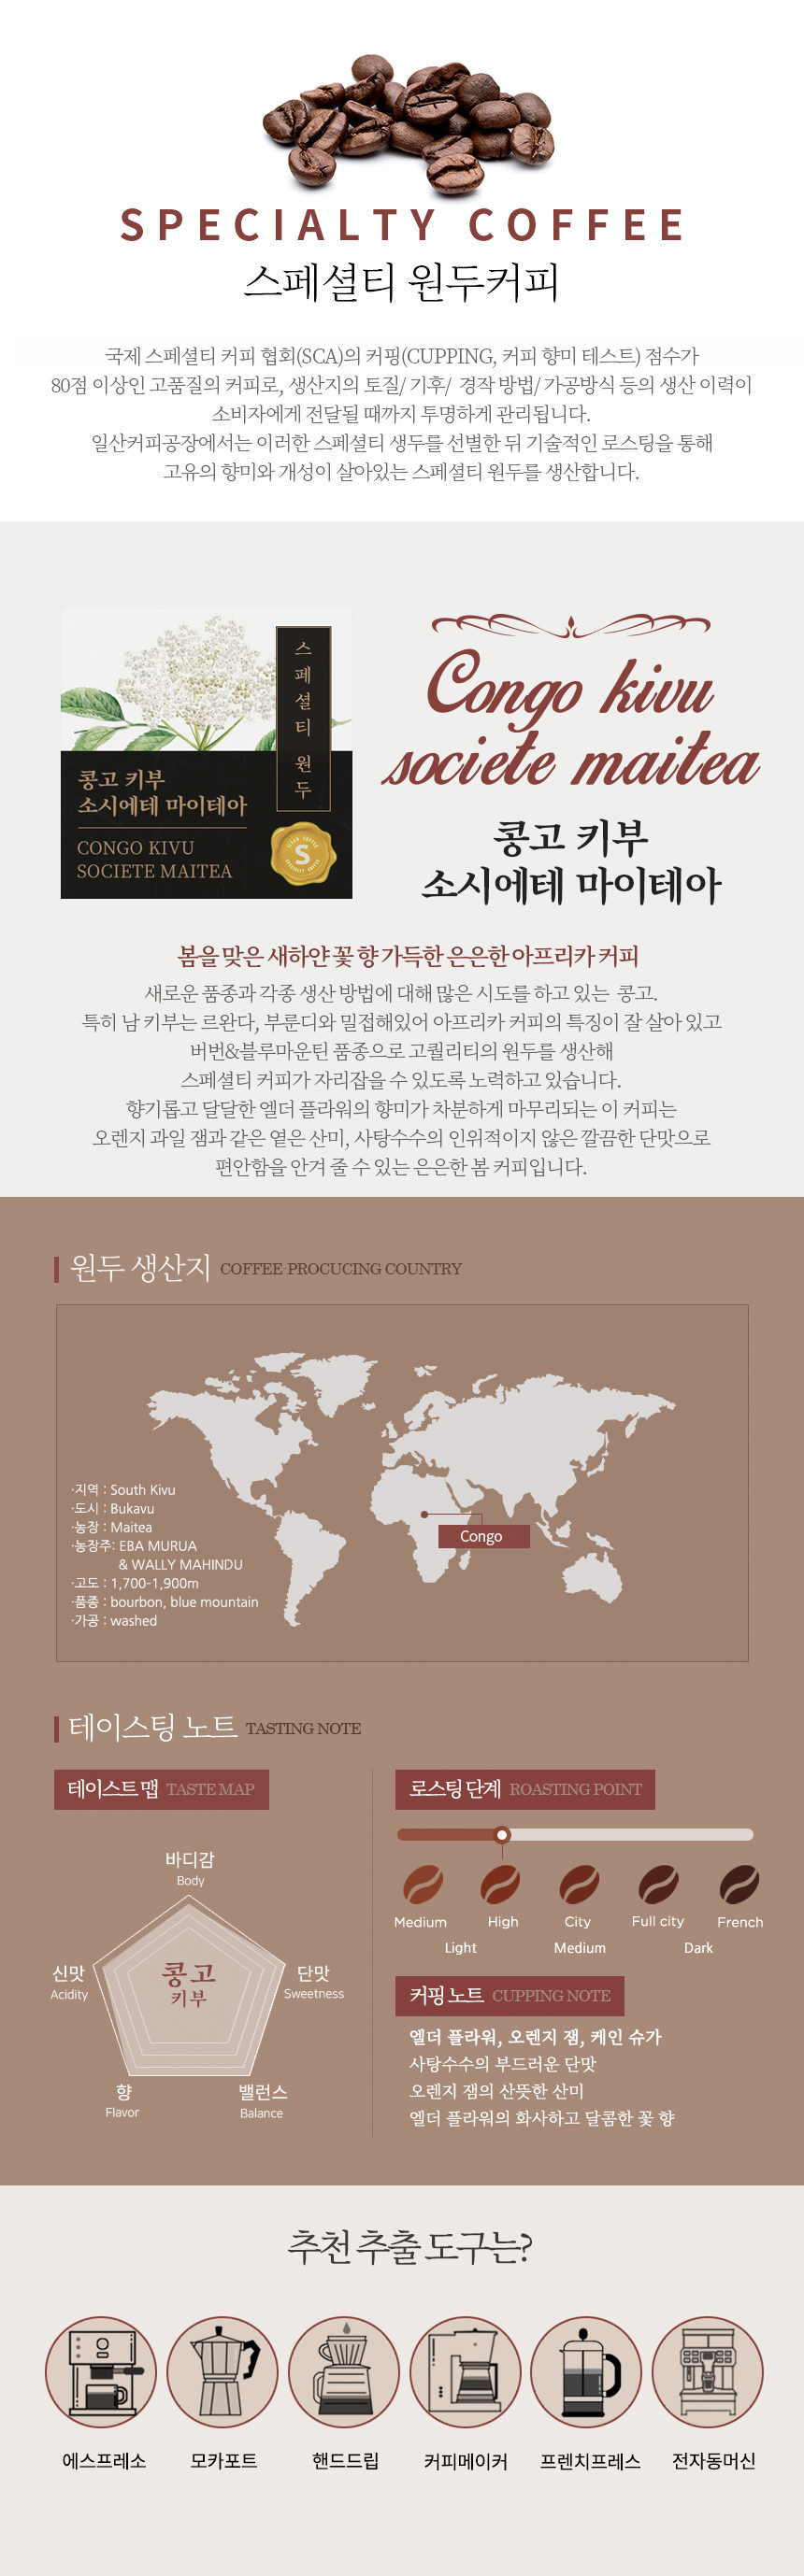 SPECIALTY COFFEE
스페셜티 원두커피
국제 스페셜티 커피 협회(SCA)의 커핑(CUPPING, 커피 향미 테스트) 점수가
80점 이상인 고품질의 커피로, 생산지의 토질/ 기후/ 경작 방법/ 가공방식 등의 생산 이력이
소비자에게 전달될 때까지 투명하게 관리됩니다.
일산커피공장에서는 이러한 스페셜티 생두를 선별한 뒤 기술적인 로스팅을 통해
고유의 향미와 개성이 살아있는 스페셜티 원두를 생산합니다.
스페셜티 원두
콩고 키부
소시에테 마이테아
CONGO KIVU
SOCIETE MAITEA
S
Congo kivu
societe maitea
콩고 키부
소시에테 마이테아
봄을 맞은 새하얀 꽃 향 가득한 은은한 아프리카 커피
새로운 품종과 각종 생산 방법에 대해 많은 시도를 하고 있는 콩고.
특히 남 키부는 르완다, 부룬디와 밀접해있어 아프리카 커피의 특징이 잘 살아 있고
버번&블루마운틴 품종으로 고퀄리티의 원두를 생산해
스페셜티 커피가 자리잡을 수 있도록 노력하고 있습니다.
향기롭고 달달한 엘더 플라워의 향미가 차분하게 마무리되는 이 커피는
오렌지 과일 잼과 같은 옅은 산미, 사탕수수의 인위적이지 않은 깔끔한 단맛으로
편안함을 안겨 줄 수 있는 은은한 봄 커피입니다.
원두 생산지 COFFEE-PROCUCING COUNTRY
·지역 : South Kivu
·도시 : Bukavu
·농장 : Maitea
·농장주: EBA MURUA
& WALLY MAHINDU
·고도 : 1,700-1,900m
·품종 : bourbon, blue mountain
·가공 : washed
Congo
테이스팅 노트 TASTING NOTE
테이스트 맵 TASTE MAP
바디감
Body
신맛
Acidity
단맛
Sweetness
콩고
키부
향
Flavor
밸런스
Balance
로스팅 단계 ROASTING POINT
Medium High City Full city French
Light Medium Dark
커핑 노트 CUPPING NOTE
엘더 플라워, 오렌지 잼, 케인 슈가
사탕수수의 부드러운 단맛
오렌지 잼의 산뜻한 산미
엘더 플라워의 화사하고 달콤한 꽃 향
추천 추출 도구는?
에스프레소 모카포트 핸드드립 커피메이커 프렌치프레스 전자동머신